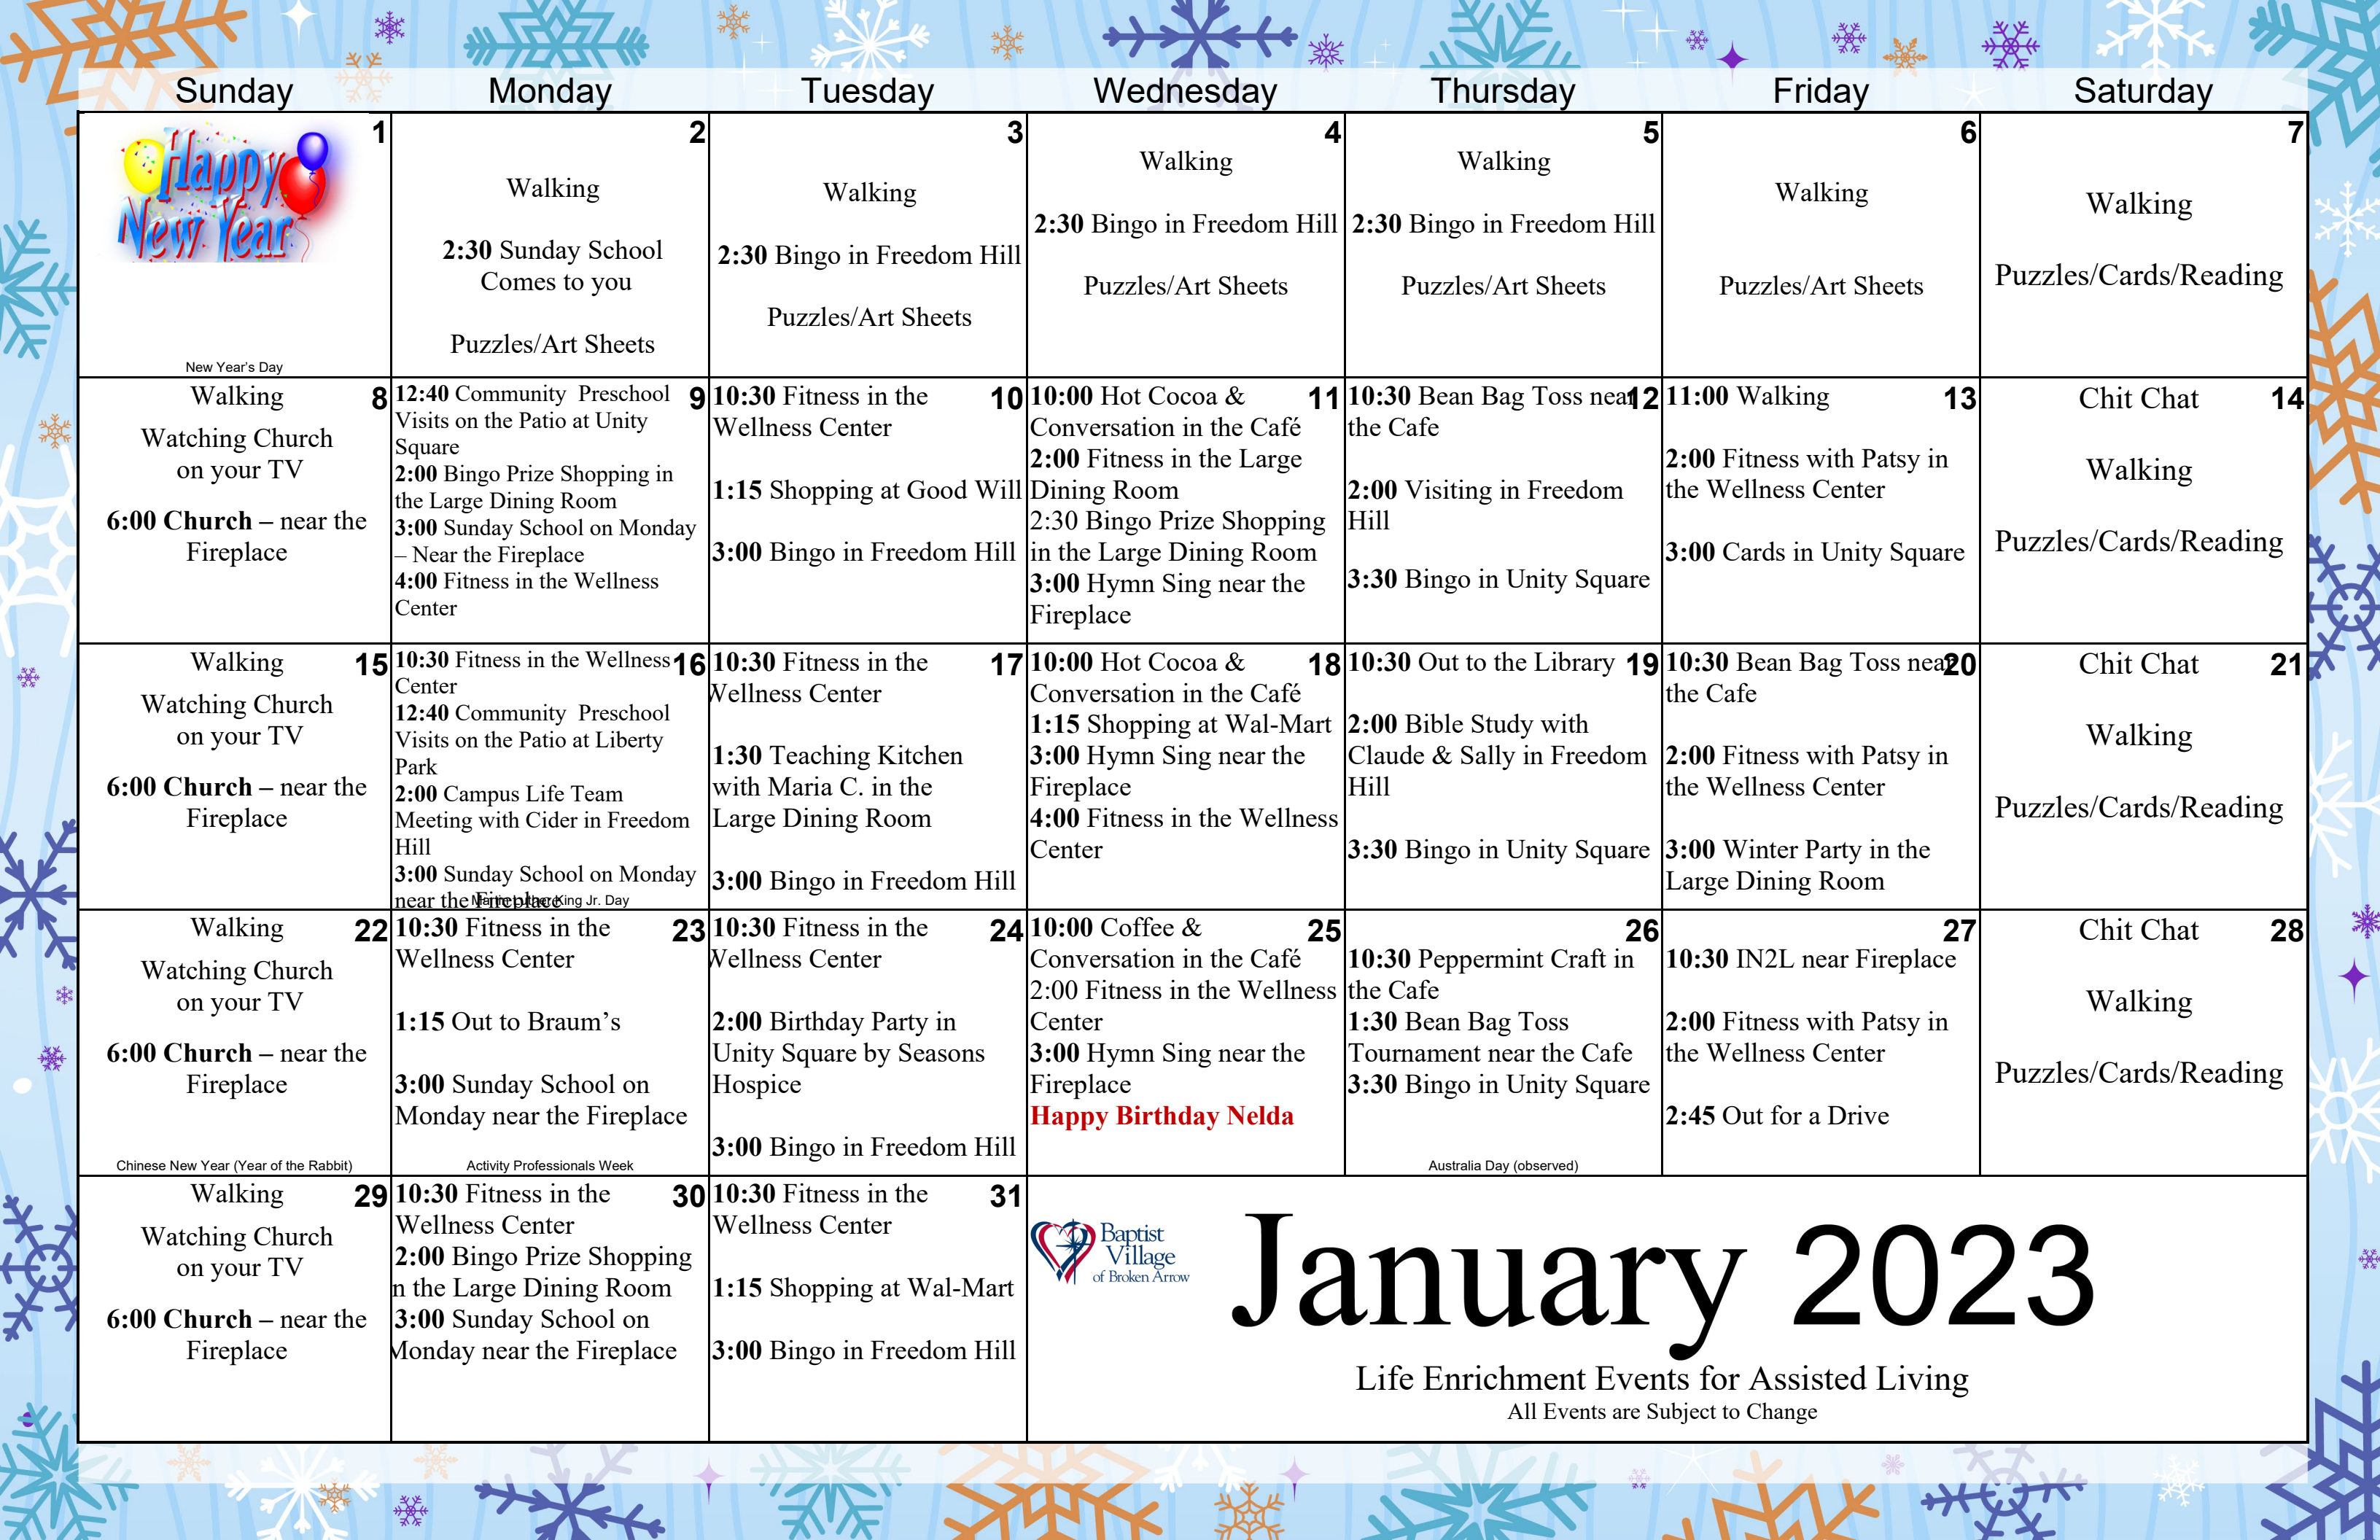 Sunday Monday Tuesday Wednesday Thursday Friday Saturday
1
Happy
New Year
New Year's Day
2
Walking
2:30 Sunday School
Comes to you
Puzzles/Art Sheets
3
Walking
2:30 Bingo in Freedom Hill
Puzzles/Art Sheets
4
Walking
2:30 Bingo in Freedom Hill
Puzzles/Art Sheets
5
Walking
2:30 Bingo in Freedom Hill
Puzzles/Art Sheets
6
Walking
Puzzles/Art Sheets
7
Walking
Puzzles/Cards/Reading
8
Walking
Watching Church
on your TV
6:00 Church – near the
Fireplace
9
12:40 Community Preschool
Visits on the Patio at Unity
Square
2:00 Bingo Prize Shopping in
the Large Dining Room
3:00 Sunday School on Monday
– Near the Fireplace
4:00 Fitness in the Wellness
Center
10
10:30 Fitness in the
Wellness Center
1:15 Shopping at Good Will
3:00 Bingo in Freedom Hill
11
10:00 Hot Cocoa &
Conversation in the Café
2:00 Fitness in the Large
Dining Room
2:30 Bingo Prize Shopping
in the Large Dining Room
3:00 Hymn Sing near the
Fireplace
12
10:30 Bean Bag Toss near
the Cafe
2:00 Visiting in Freedom
Hill
3:30 Bingo in Unity Square
13
11:00 Walking
2:00 Fitness with Patsy in
the Wellness Center
3:00 Cards in Unity Square
14
Chit Chat
Walking
Puzzles/Cards/Reading
15
Walking
Watching Church
on your TV
6:00 Church – near the
Fireplace
16
10:30 Fitness in the Wellness
Center
12:40 Community Preschool
Visits on the Patio at Liberty
Park
2:00 Campus Life Team
Meeting with Cider in Freedom
Hill
3:00 Sunday School on Monday
near the Fireplace
Martin Luther King Jr. Day
17
10:30 Fitness in the
Wellness Center
1:30 Teaching Kitchen
with Maria C. in the
Large Dining Room
3:00 Bingo in Freedom Hill
18
10:00 Hot Cocoa &
Conversation in the Café
1:15 Shopping at Wal-Mart
3:00 Hymn Sing near the
Fireplace
4:00 Fitness in the Wellness
Center
19
10:30 Out to the Library
2:00 Bible Study with
Claude & Sally in Freedom
Hill
3:30 Bingo in Unity Square
20
10:30 Bean Bag Toss near
the Cafe
2:00 Fitness with Patsy in
the Wellness Center
3:00 Winter Party in the
Large Dining Room
21
Chit Chat
Walking
Puzzles/Cards/Reading
22
Walking
Watching Church
on your TV
6:00 Church – near the
Fireplace
Chinese New Year (Year of the Rabbit)
23
10:30 Fitness in the
Wellness Center
1:15 Out to Braum's
3:00 Sunday School on
Monday near the Fireplace
Activity Professionals Week
24
10:30 Fitness in the
Wellness Center
2:00 Birthday Party in
Unity Square by Seasons
Hospice
3:00 Bingo in Freedom Hill
25
10:00 Coffee &
Conversation in the Café
2:00 Fitness in the Wellness
Center
3:00 Hymn Sing near the
Fireplace
Happy Birthday Nelda
26
10:30 Peppermint Craft in
the Cafe
1:30 Bean Bag Toss
Tournament near the Cafe
3:30 Bingo in Unity Square
Australia Day (observed)
27
10:30 IN2L near Fireplace
2:00 Fitness with Patsy in
the Wellness Center
2:45 Out for a Drive
28
Chit Chat
Walking
Puzzles/Cards/Reading
29
Walking
Watching Church
on your TV
6:00 Church – near the
Fireplace
30
10:30 Fitness in the
Wellness Center
2:00 Bingo Prize Shopping
n the Large Dining Room
3:00 Sunday School on
Monday near the Fireplace
31
10:30 Fitness in the
Wellness Center
1:15 Shopping at Wal-Mart
3:00 Bingo in Freedom Hill
Baptist
Village
of Broken Arrow
January 2023
Life Enrichment Events for Assisted Living
All Events are Subject to Change